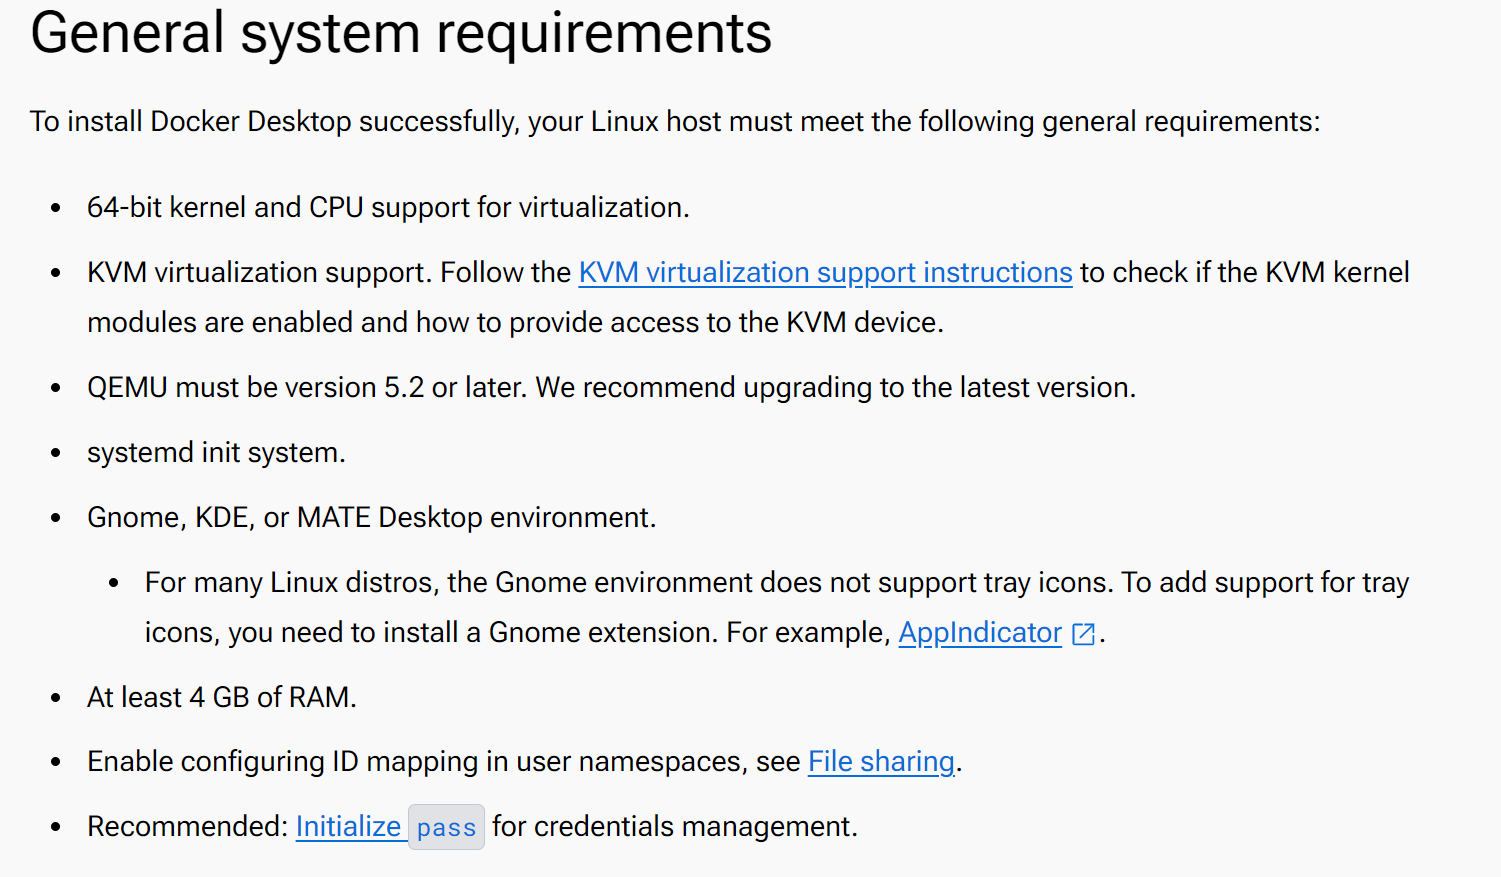 General system requirements
To install Docker Desktop successfully, your Linux host must meet the following general requirements:
• 64-bit kernel and CPU support for virtualization.
• KVM virtualization support. Follow the KVM virtualization support instructions to check if the KVM kernel
modules are enabled and how to provide access to the KVM device.
• QEMU must be version 5.2 or later. We recommend upgrading to the latest version.
• systemd init system.
• Gnome, KDE, or MATE Desktop environment.
• For many Linux distros, the Gnome environment does not support tray icons. To add support for tray
icons, you need to install a Gnome extension. For example, AppIndicator.
• At least 4 GB of RAM.
• Enable configuring ID mapping in user namespaces, see File sharing.
• Recommended: Initialize pass for credentials management.